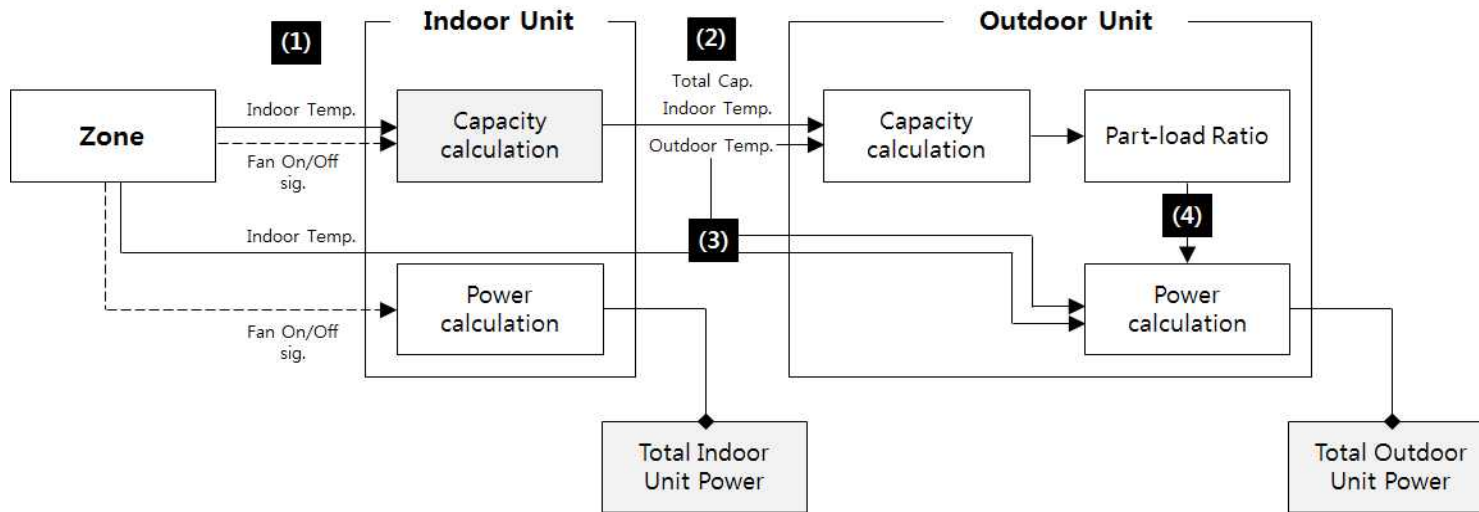 Indoor Unit
Outdoor Unit
(1)
(2)
Total Cap.
Indoor Temp.
Indoor Temp.
Zone
Capacity
calculation
Capacity
calculation
Part-load Ratio
Outdoor Temp.
Fan On/Off
sig.
(4)
Indoor Temp.
(3)
Power
calculation
Power
calculation
Fan On/Off
sig.
Total Indoor
Unit Power
Total Outdoor
Unit Power